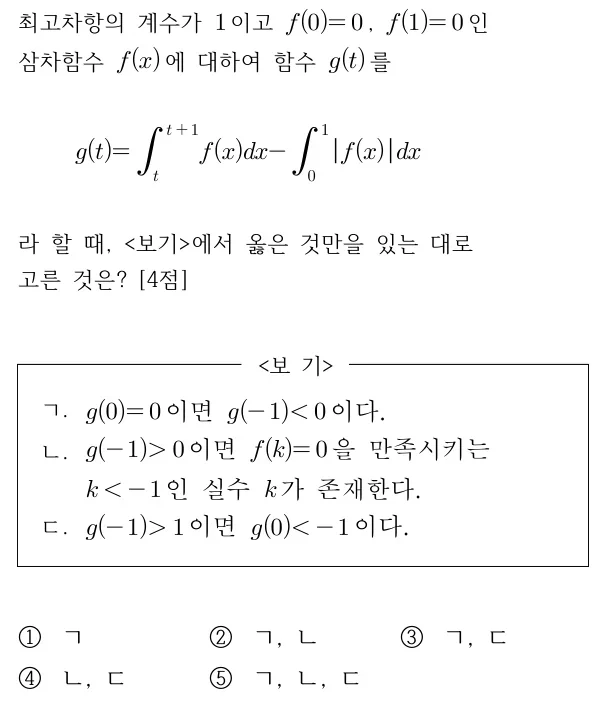 최고차항의 계수가 1이고 f(0)=0, f(1)=0인
삼차함수 f(x)에 대하여 함수 g(t)를
g(t)=∫_t^{t+1} f(x)dx−∫_0^1 |f(x)|dx
라 할 때, <보기>에서 옳은 것만을 있는 대로
고른 것은? [4점]
<보 기>
ㄱ. g(0)=0이면 g(−1)<0이다.
ㄴ. g(−1)>0이면 f(k)=0을 만족시키는
k<−1인 실수 k가 존재한다.
ㄷ. g(−1)>1이면 g(0)<−1이다.
① ㄱ ② ㄱ, ㄴ ③ ㄱ, ㄷ
④ ㄴ, ㄷ ⑤ ㄱ, ㄴ, ㄷ